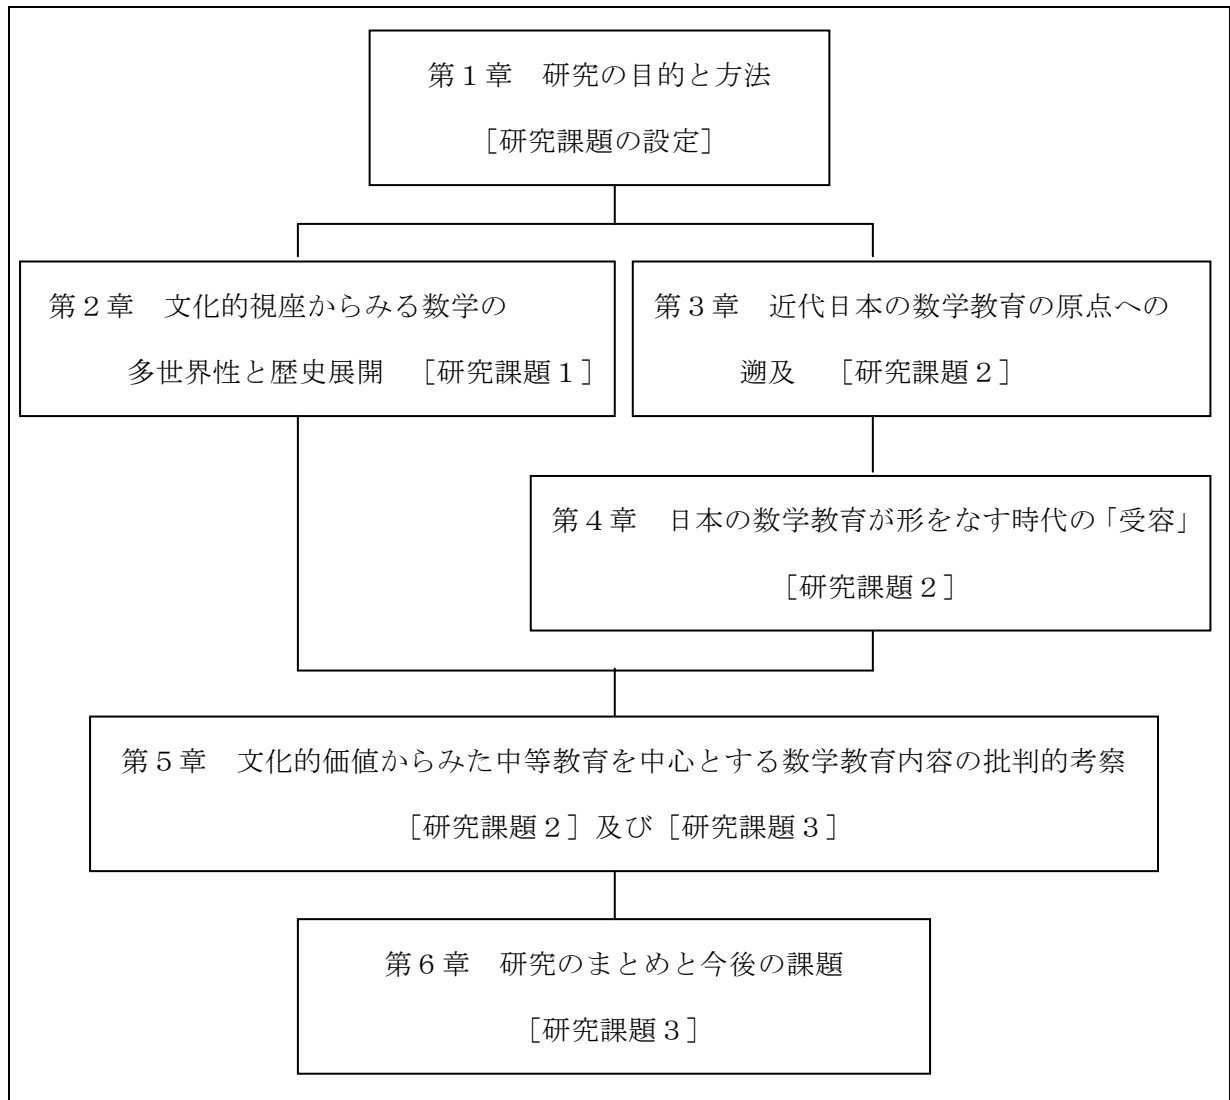 第１章　研究の目的と方法
［研究課題の設定］
第２章　文化的視座からみる数学の
多世界性と歴史展開　［研究課題１］
第３章　近代日本の数学教育の原点への
遡及　［研究課題２］
第４章　日本の数学教育が形をなす時代の「受容」
［研究課題２］
第５章　文化的価値からみた中等教育を中心とする数学教育内容の批判的考察
［研究課題２］及び［研究課題３］
第６章　研究のまとめと今後の課題
［研究課題３］